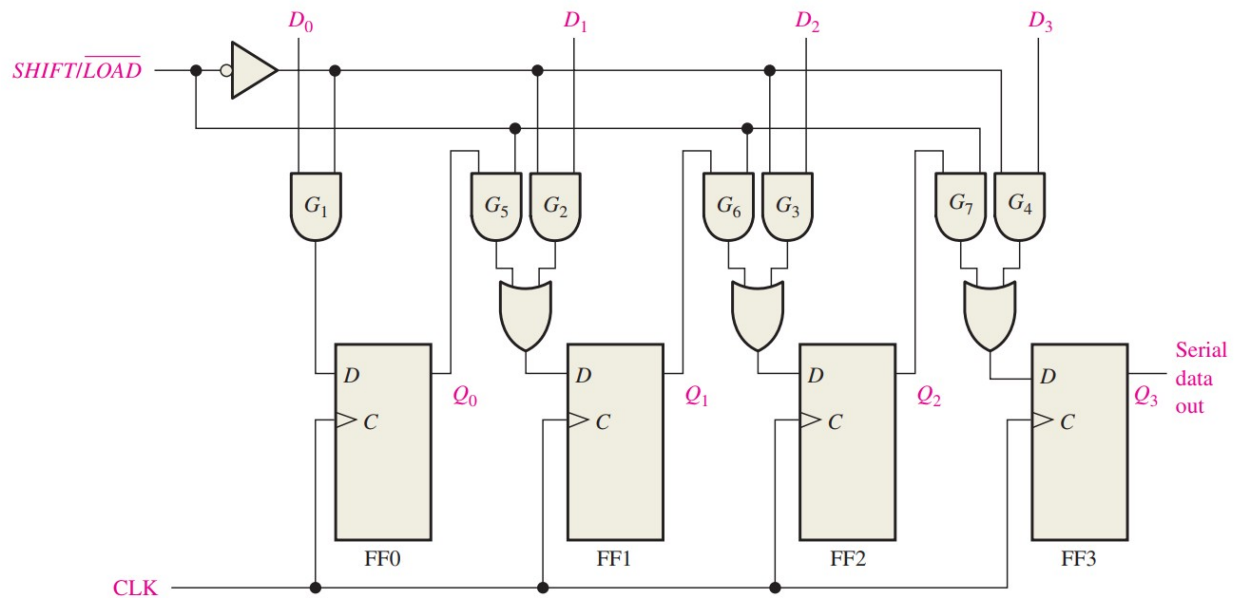 D₀ D₁ D₂ D₃
SHIFT/L̅O̅A̅D̅
G₁ G₅ G₂ G₆ G₃ G₇ G₄
D D D D
Q₀ Q₁ Q₂ Q₃
Serial
data
out
C C C C
FF0 FF1 FF2 FF3
CLK